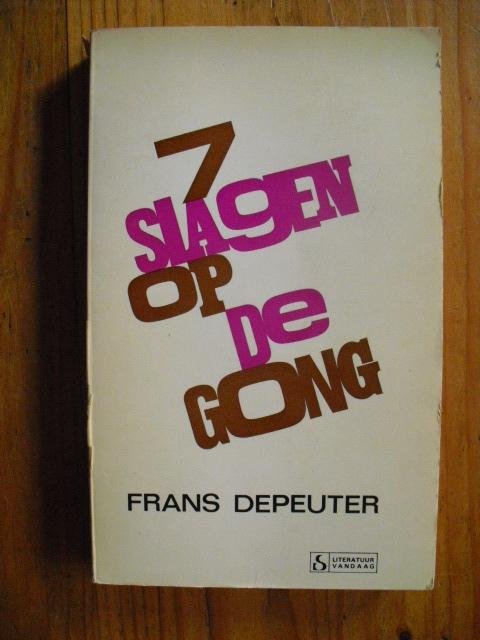 7
SlAgEN
OP
De
GONG
FRANS DEPEUTER
S LITERATUUR
VANDAAG